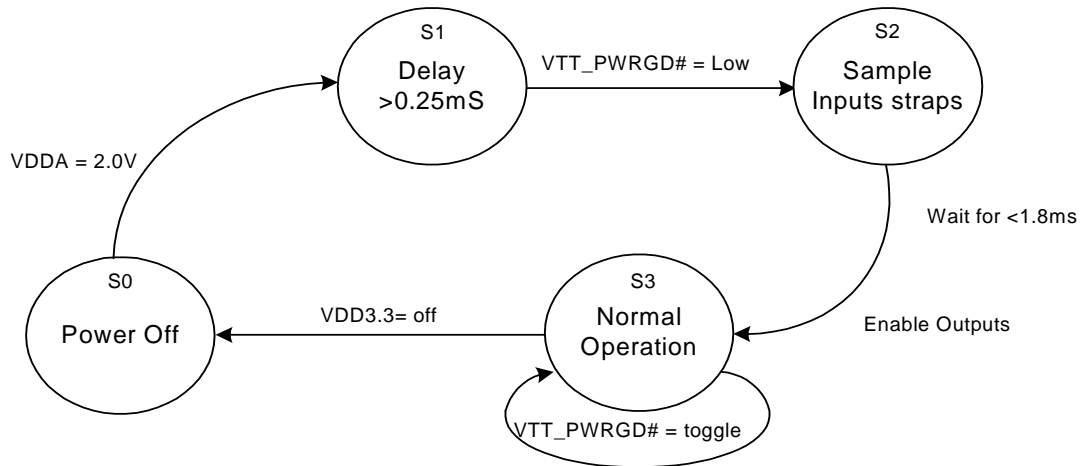 S1
Delay
>0.25mS
VTT_PWRGD# = Low
S2
Sample
Inputs straps
VDDA = 2.0V
Wait for <1.8ms
S0
Power Off
VDD3.3= off
S3
Normal
Operation
Enable Outputs
VTT_PWRGD# = toggle